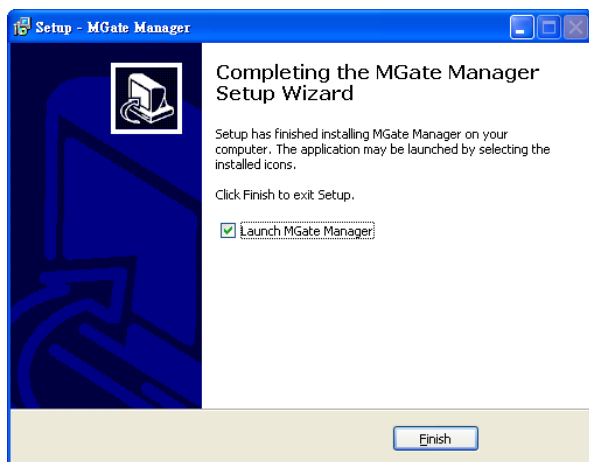 Setup - MGate Manager
Completing the MGate Manager
Setup Wizard
Setup has finished installing MGate Manager on your
computer. The application may be launched by selecting the
installed icons.
Click Finish to exit Setup.
Launch MGate Manager
Finish